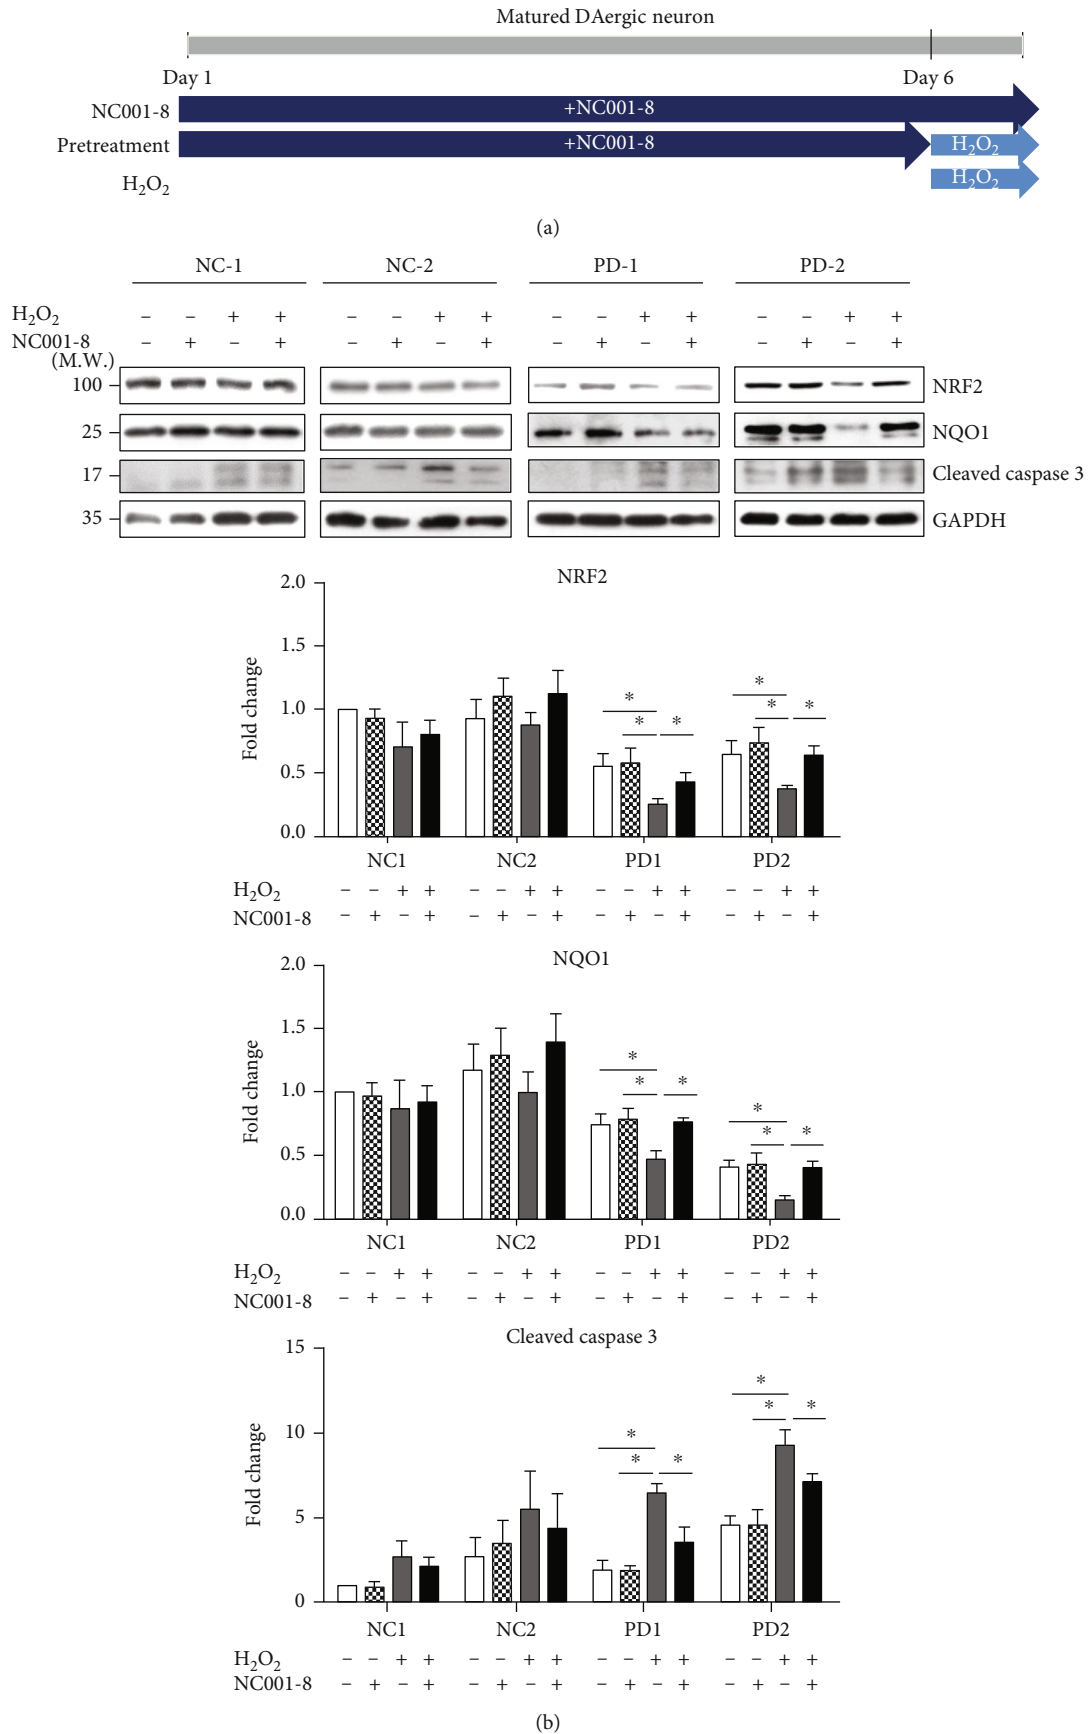 Matured DAergic neuron
Day 1 Day 6
NC001-8 +NC001-8
Pretreatment +NC001-8 H₂O₂
H₂O₂ H₂O₂
(a)
NC-1 NC-2 PD-1 PD-2
H₂O₂ – – + + – – + + – – + + – – + +
NC001-8 – + – + – + – + – + – + – + – +
(M.W.)
100 NRF2
25 NQO1
17 Cleaved caspase 3
35 GAPDH
NRF2
Fold change
2.0
1.5
1.0
0.5
0.0
NC1 NC2 PD1 PD2
* * * * * *
H₂O₂ – – + + – – + + – – + + – – + +
NC001-8 – + – + – + – + – + – + – + – +
NQO1
Fold change
2.0
1.5
1.0
0.5
0.0
NC1 NC2 PD1 PD2
* * * * * *
H₂O₂ – – + + – – + + – – + + – – + +
NC001-8 – + – + – + – + – + – + – + – +
Cleaved caspase 3
Fold change
15
10
5
0
NC1 NC2 PD1 PD2
* * * * * *
H₂O₂ – – + + – – + + – – + + – – + +
NC001-8 – + – + – + – + – + – + – + – +
(b)